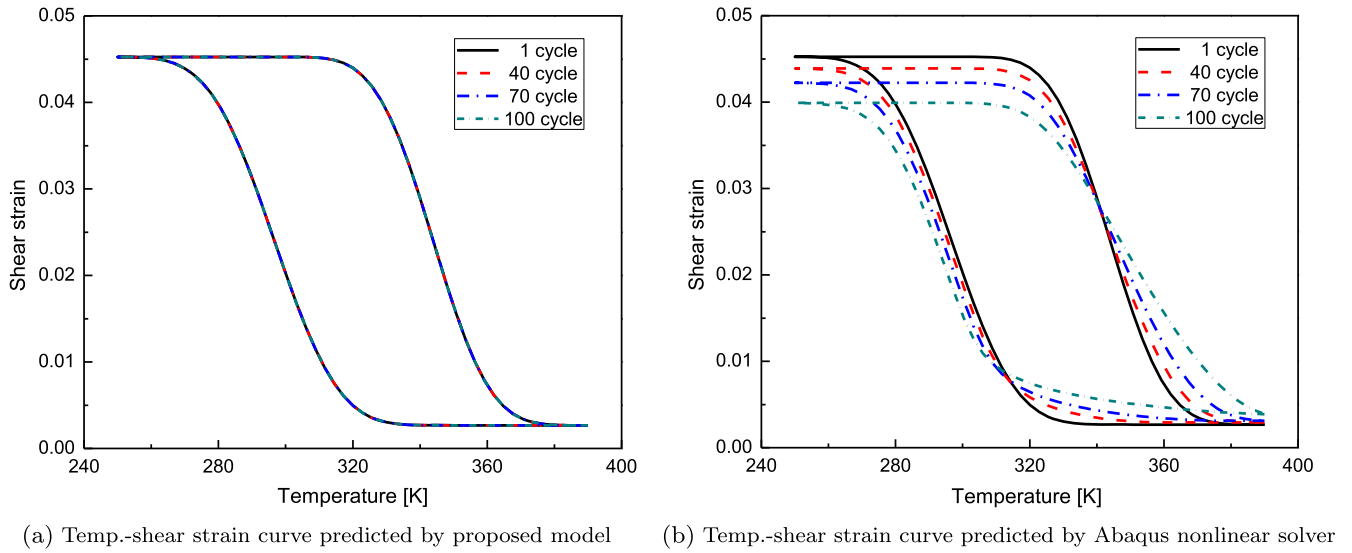 0.05
0.04
0.03
0.02
0.01
0.00
Shear strain
240
280
320
360
400
Temperature [K]
1 cycle
40 cycle
70 cycle
100 cycle
(a) Temp.-shear strain curve predicted by proposed model
0.05
0.04
0.03
0.02
0.01
0.00
Shear strain
240
280
320
360
400
Temperature [K]
1 cycle
40 cycle
70 cycle
100 cycle
(b) Temp.-shear strain curve predicted by Abaqus nonlinear solver